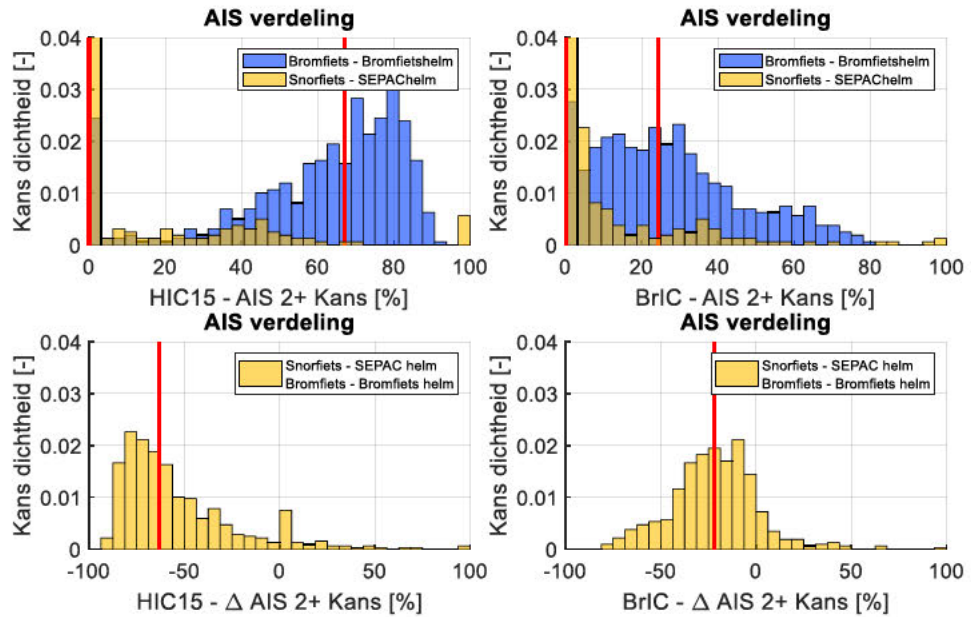 AIS verdeling
Kans dichtheid [-]
0.04
0.03
0.02
0.01
0
Bromfiets - Bromfietshelm
Snorfiets - SEPAChelm
0 20 40 60 80 100
HIC15 - AIS 2+ Kans [%]
AIS verdeling
Kans dichtheid [-]
0.04
0.03
0.02
0.01
0
Bromfiets - Bromfietshelm
Snorfiets - SEPAChelm
0 20 40 60 80 100
BrIC - AIS 2+ Kans [%]
AIS verdeling
Kans dichtheid [-]
0.04
0.03
0.02
0.01
0
Snorfiets - SEPAC helm
Bromfiets - Bromfiets helm
-100 -50 0 50 100
HIC15 - Δ AIS 2+ Kans [%]
AIS verdeling
Kans dichtheid [-]
0.04
0.03
0.02
0.01
0
Snorfiets - SEPAC helm
Bromfiets - Bromfiets helm
-100 -50 0 50 100
BrIC - Δ AIS 2+ Kans [%]